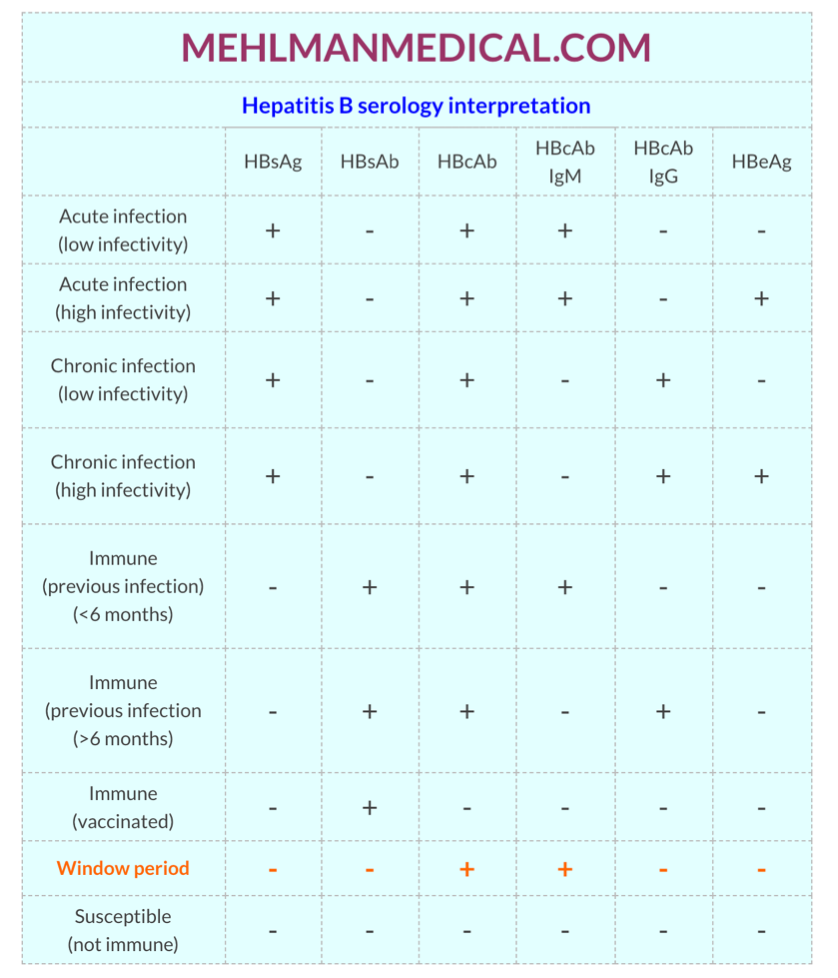 MEHLMANMEDICAL.COM
Hepatitis B serology interpretation
HBsAg HBsAb HBcAb HBcAb IgM HBcAb IgG HBeAg
Acute infection
(low infectivity) + - + + - -
Acute infection
(high infectivity) + - + + - +
Chronic infection
(low infectivity) + - + - + -
Chronic infection
(high infectivity) + - + - + +
Immune
(previous infection)
(<6 months) - + + + - -
Immune
(previous infection
(>6 months) - + + - + -
Immune
(vaccinated) - + - - - -
Window period - - + + - -
Susceptible
(not immune) - - - - - -